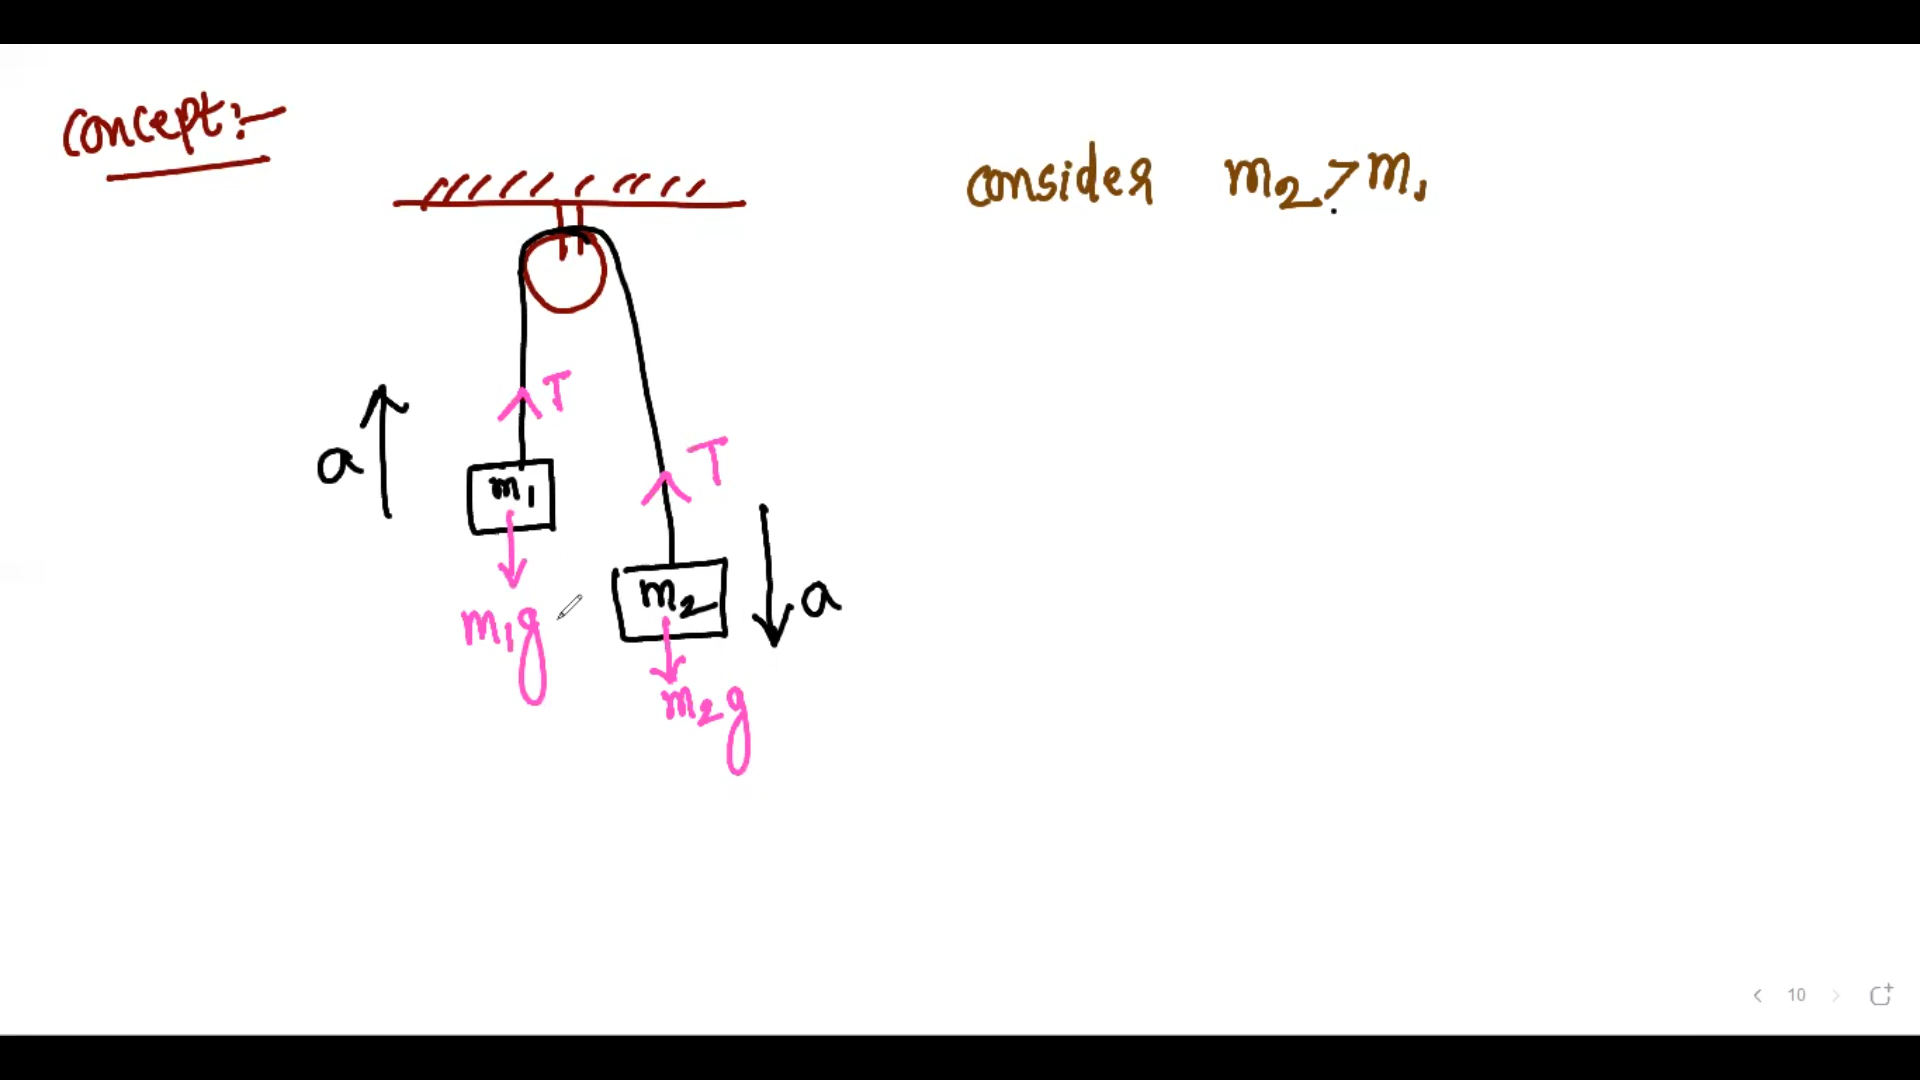 concept:-
consider m₂ > m₁
T
a
T
m₁
m₂
a
m₁g
m₂g
< 10 >